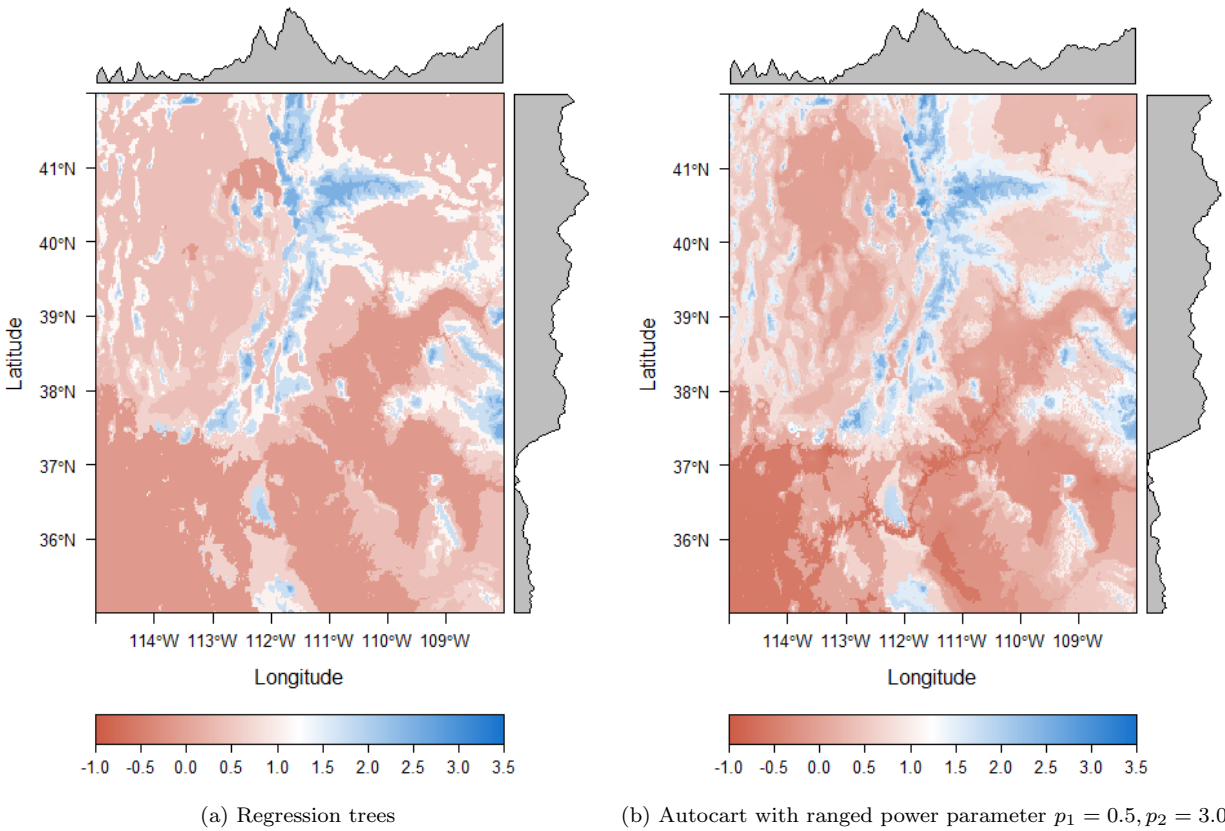 41°N
40°N
39°N
38°N
37°N
36°N
Latitude
114°W 113°W 112°W 111°W 110°W 109°W
Longitude
-1.0 -0.5 0.0 0.5 1.0 1.5 2.0 2.5 3.0 3.5
(a) Regression trees
41°N
40°N
39°N
38°N
37°N
36°N
Latitude
114°W 113°W 112°W 111°W 110°W 109°W
Longitude
-1.0 -0.5 0.0 0.5 1.0 1.5 2.0 2.5 3.0 3.5
(b) Autocart with ranged power parameter p₁ = 0.5, p₂ = 3.0